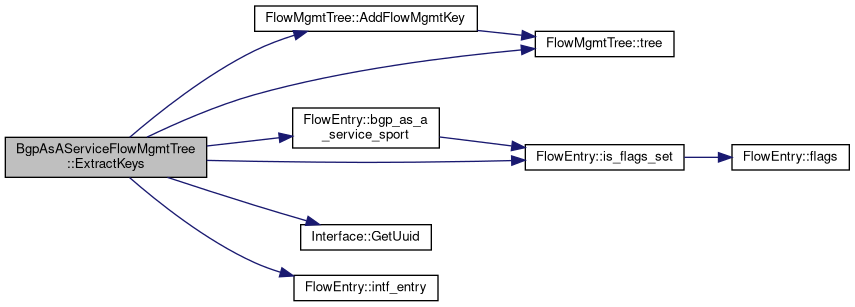 FlowMgmtTree::AddFlowMgmtKey
FlowMgmtTree::tree
FlowEntry::bgp_as_a
_service_sport
BgpAsAServiceFlowMgmtTree
::ExtractKeys
FlowEntry::is_flags_set
FlowEntry::flags
Interface::GetUuid
FlowEntry::intf_entry